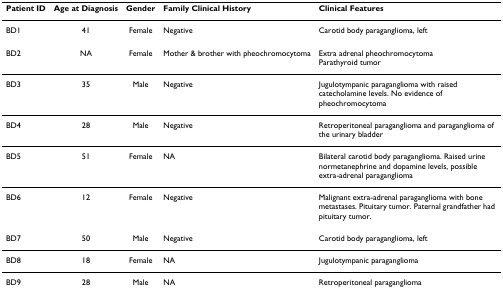 Patient ID Age at Diagnosis Gender Family Clinical History Clinical Features
BD1 41 Female Negative Carotid body paraganglioma, left
BD2 NA Female Mother & brother with pheochromocytoma Extra adrenal pheochromocytoma
Parathyroid tumor
BD3 35 Male Negative Jugulotympanic paraganglioma with raised
catecholamine levels. No evidence of
pheochromocytoma
BD4 28 Male Negative Retroperitoneal paraganglioma and paraganglioma of
the urinary bladder
BD5 51 Female NA Bilateral carotid body paraganglioma. Raised urine
normetanephrine and dopamine levels, possible
extra-adrenal paraganglioma
BD6 12 Female Negative Malignant extra-adrenal paraganglioma with bone
metastases. Pituitary tumor. Paternal grandfather had
pituitary tumor.
BD7 50 Male Negative Carotid body paraganglioma, left
BD8 18 Female NA Jugulotympanic paraganglioma
BD9 28 Male NA Retroperitoneal paraganglioma